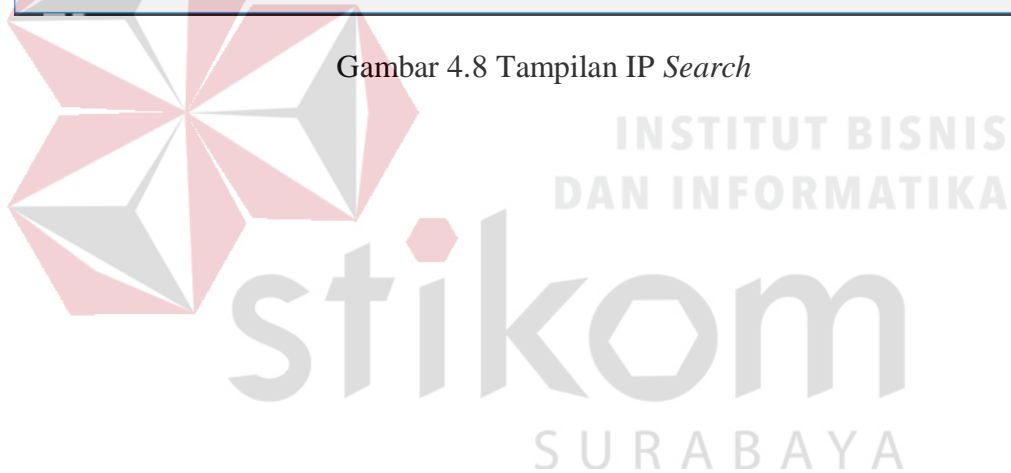 Gambar 4.8 Tampilan IP Search
INSTITUT BISNIS
DAN INFORMATIKA
stikom
SURABAYA